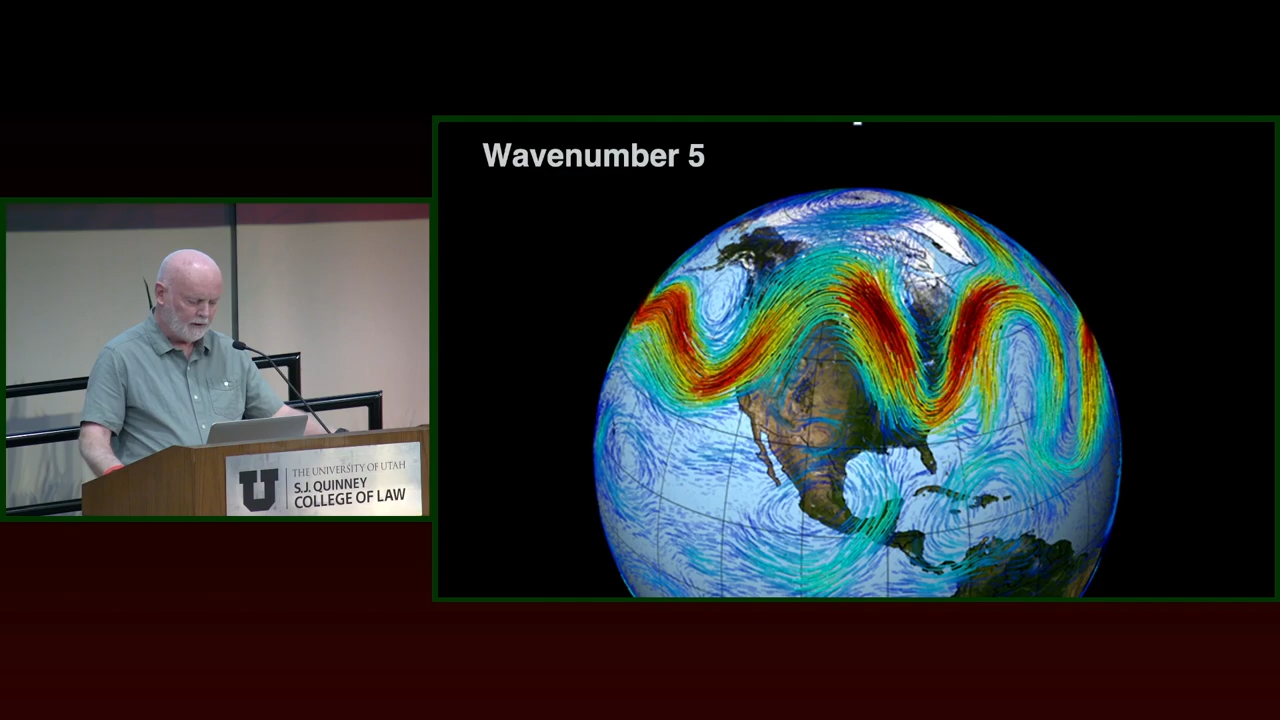 Wavenumber 5
THE UNIVERSITY OF UTAH
S.J. QUINNEY
COLLEGE OF LAW